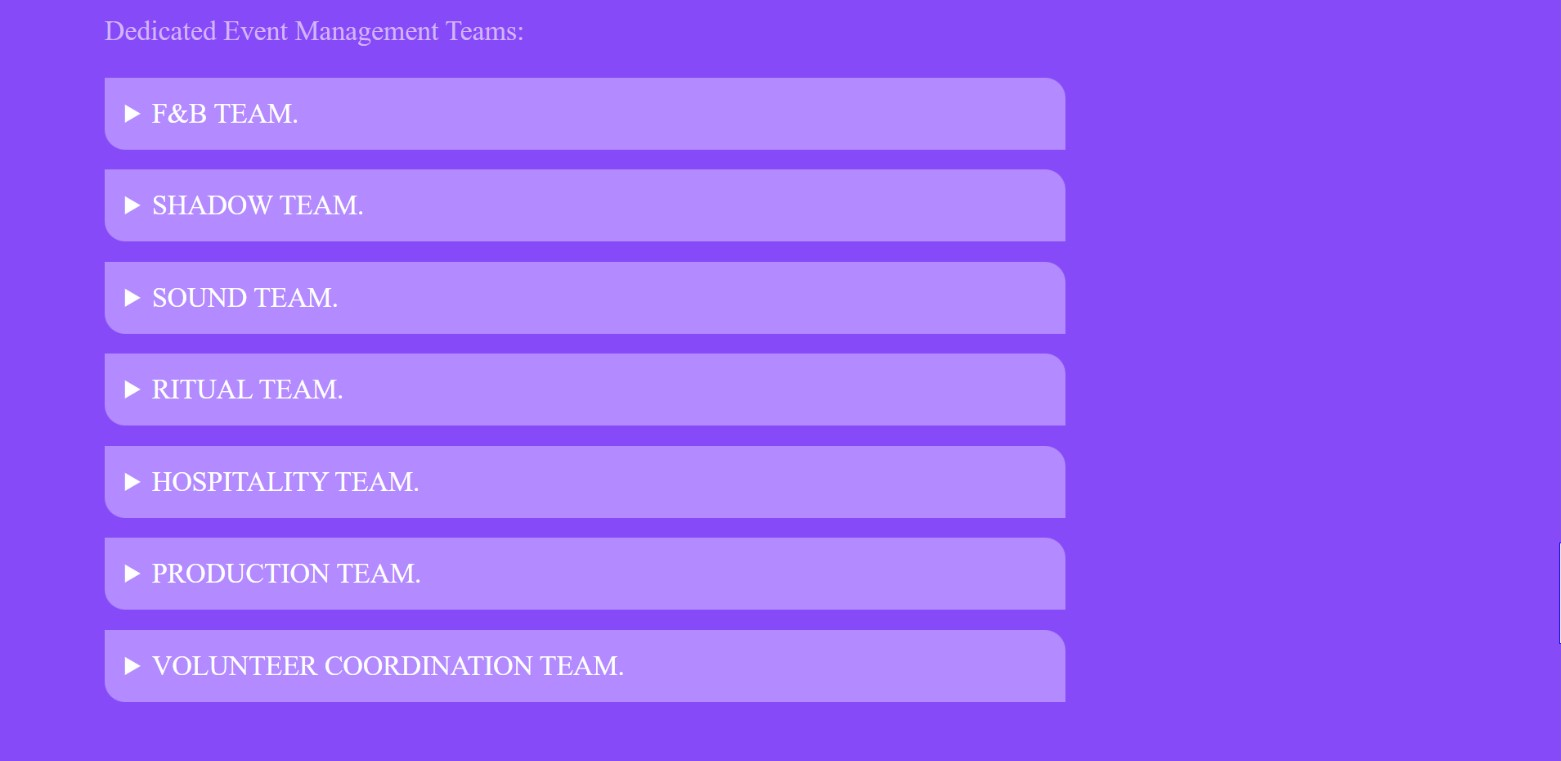 Dedicated Event Management Teams:
F&B TEAM.
SHADOW TEAM.
SOUND TEAM.
RITUAL TEAM.
HOSPITALITY TEAM.
PRODUCTION TEAM.
VOLUNTEER COORDINATION TEAM.